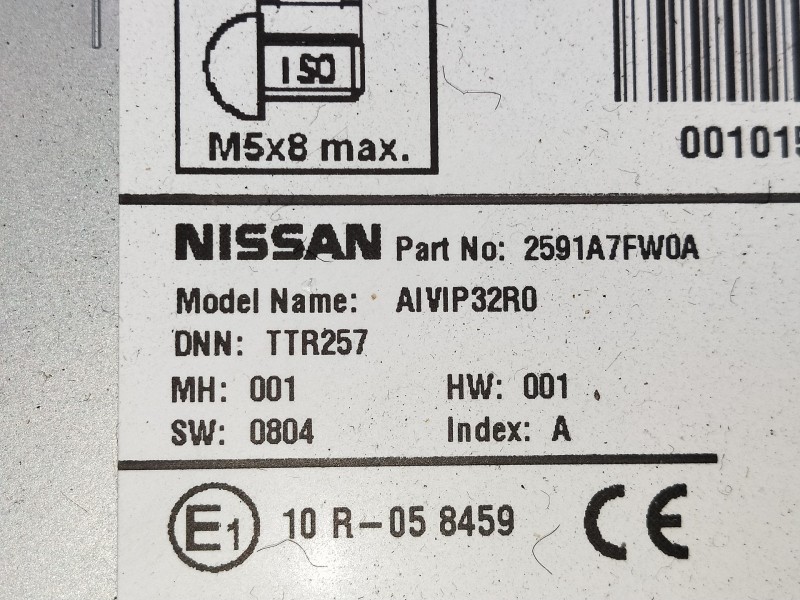 ISO
M5x8 max.
001015
NISSAN Part No: 2591A7FW0A
Model Name: AIVIP32R0
DNN: TTR257
MH: 001 HW: 001
SW: 0804 Index: A
E1 10 R-05 8459 CE